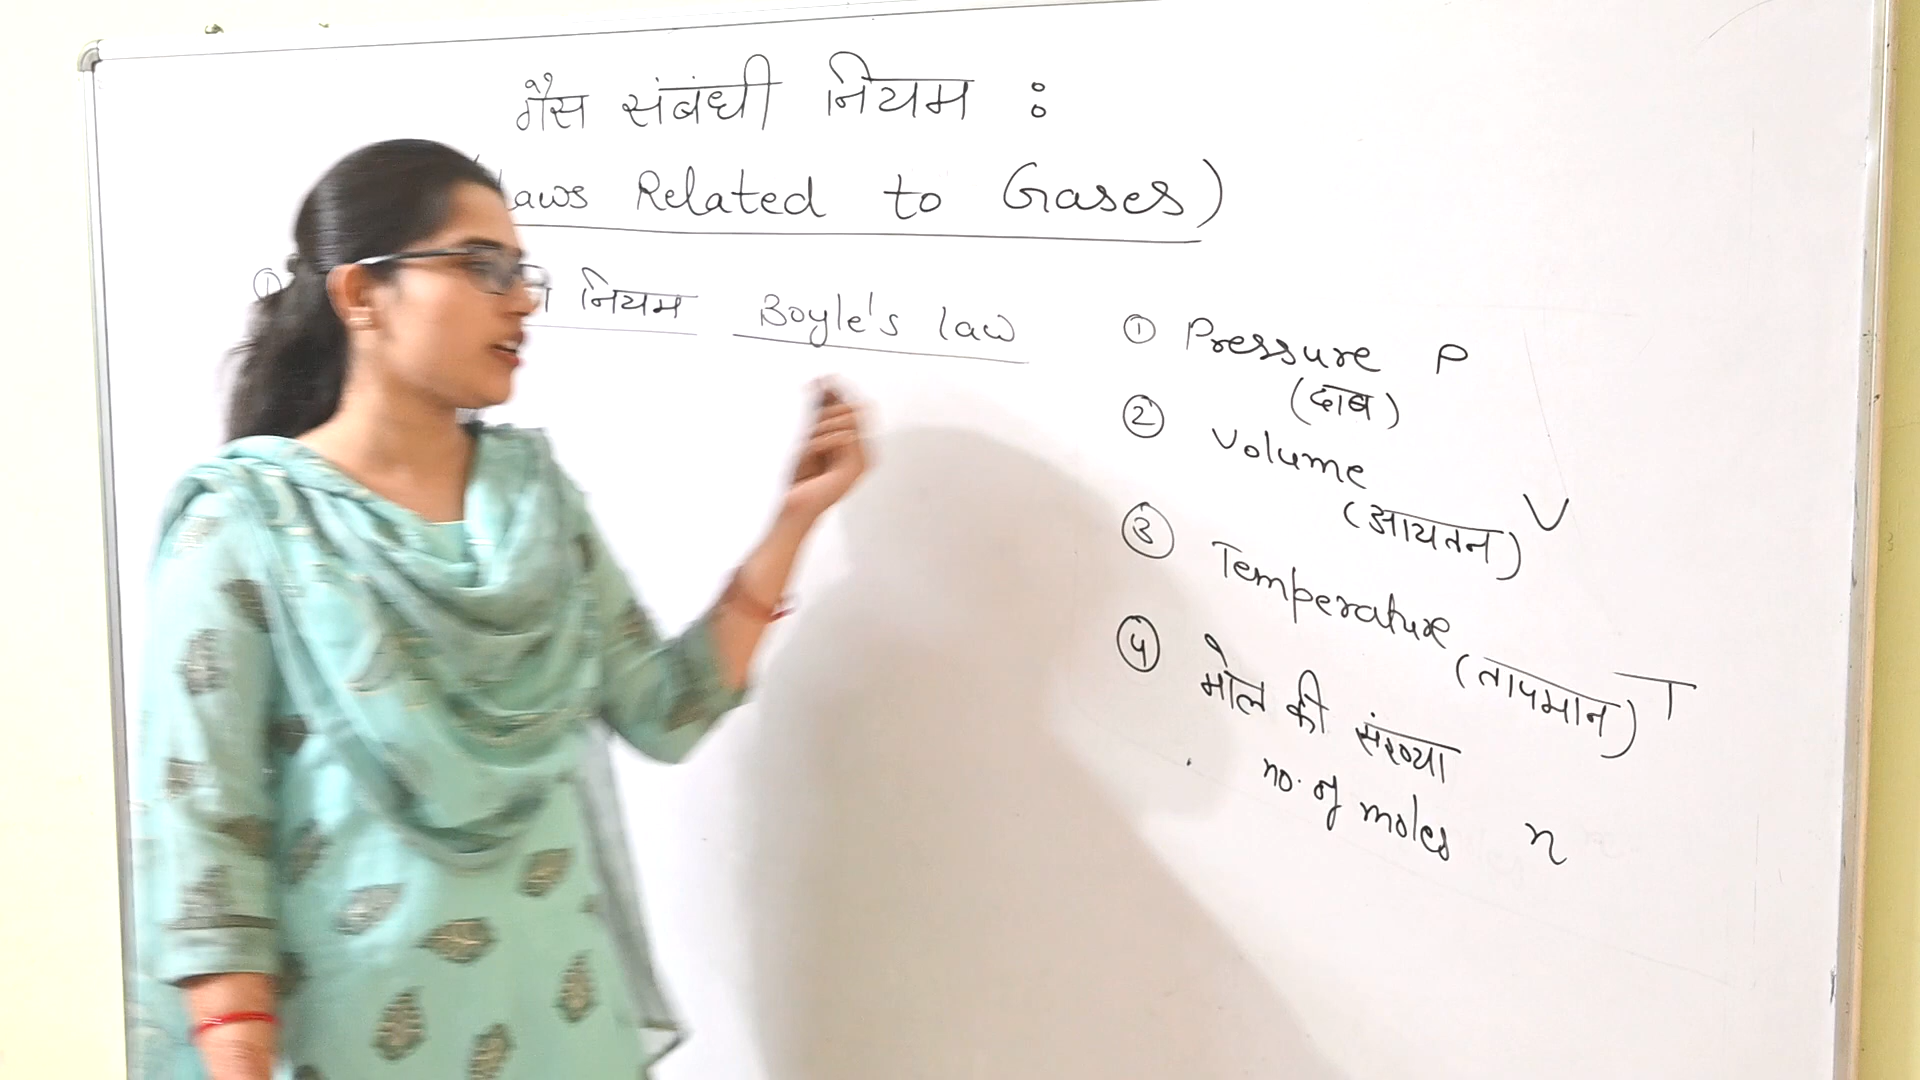 गैस संबंधी नियम :
Related to Gases)
① नियम Boyle's law
① Pressure P
(दाब)
② Volume V
(आयतन)
③ Temperature T
(तापमान)
④ मोल की संख्या
no. of moles n